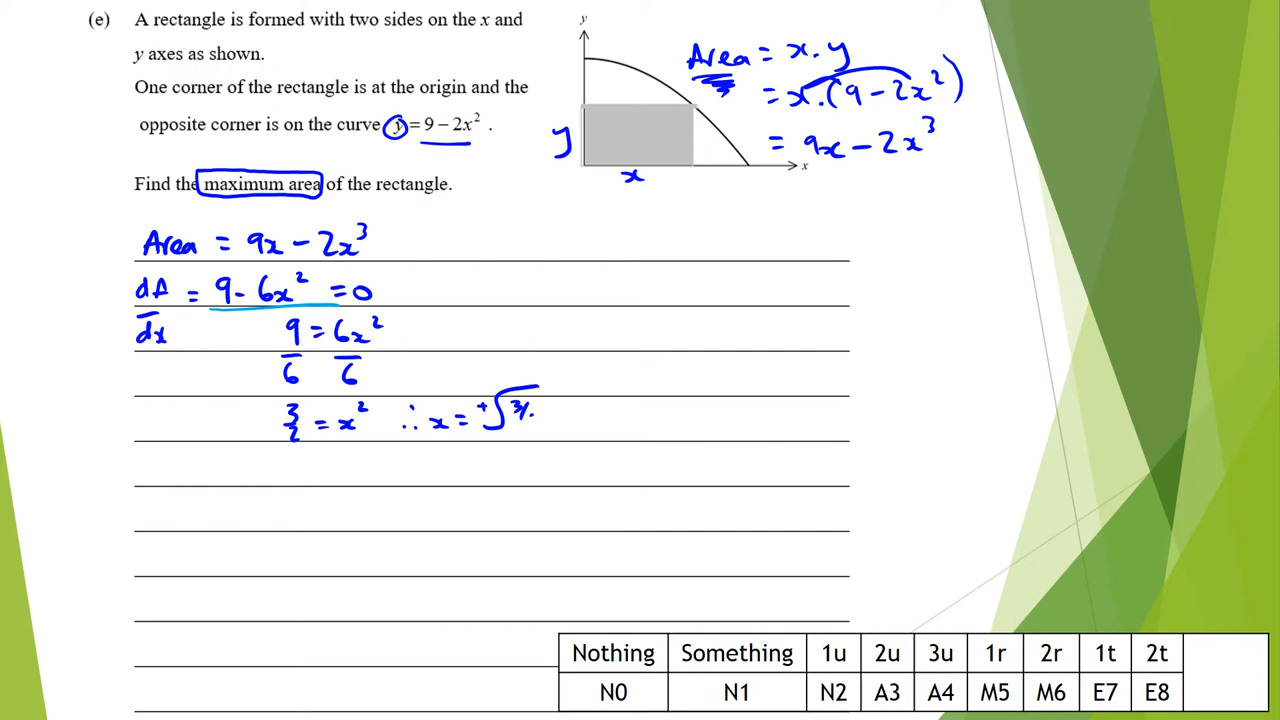 (e) A rectangle is formed with two sides on the x and
y axes as shown.
One corner of the rectangle is at the origin and the
opposite corner is on the curve y = 9 − 2x² .
Find the maximum area of the rectangle.
y
x
y
x
Area = x.y
= x.(9 − 2x²)
= 9x − 2x³
Area = 9x − 2x³
dA = 9 - 6x² = 0
dx
9 = 6x²
6 6
3/2 = x² ∴ x = +√3/.
Nothing Something 1u 2u 3u 1r 2r 1t 2t
N0 N1 N2 A3 A4 M5 M6 E7 E8